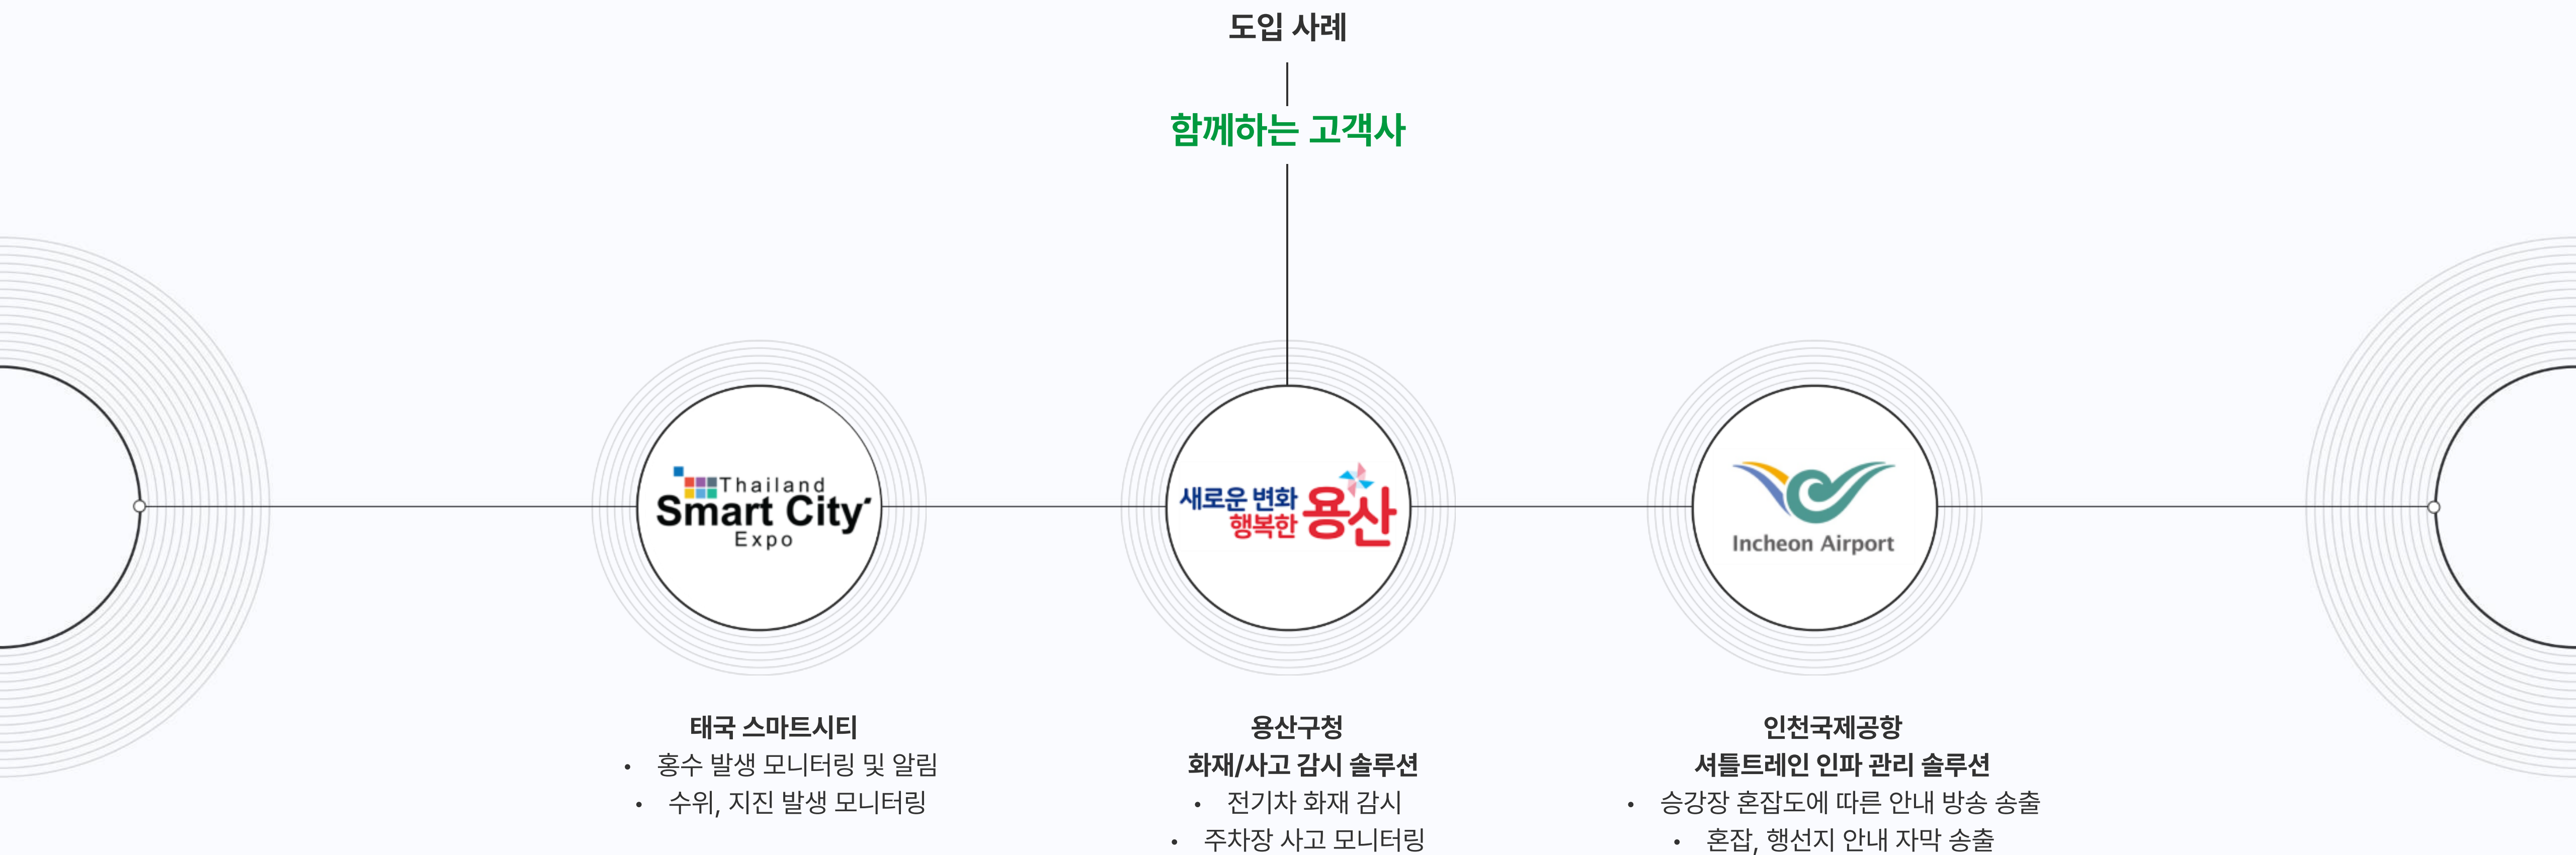 도입 사례
함께하는 고객사
Thailand
Smart City
Expo
새로운 변화
행복한
용산
Incheon Airport
태국 스마트시티
• 홍수 발생 모니터링 및 알림
• 수위, 지진 발생 모니터링
용산구청
화재/사고 감시 솔루션
• 전기차 화재 감시
• 주차장 사고 모니터링
인천국제공항
셔틀트레인 인파 관리 솔루션
• 승강장 혼잡도에 따른 안내 방송 송출
• 혼잡, 행선지 안내 자막 송출